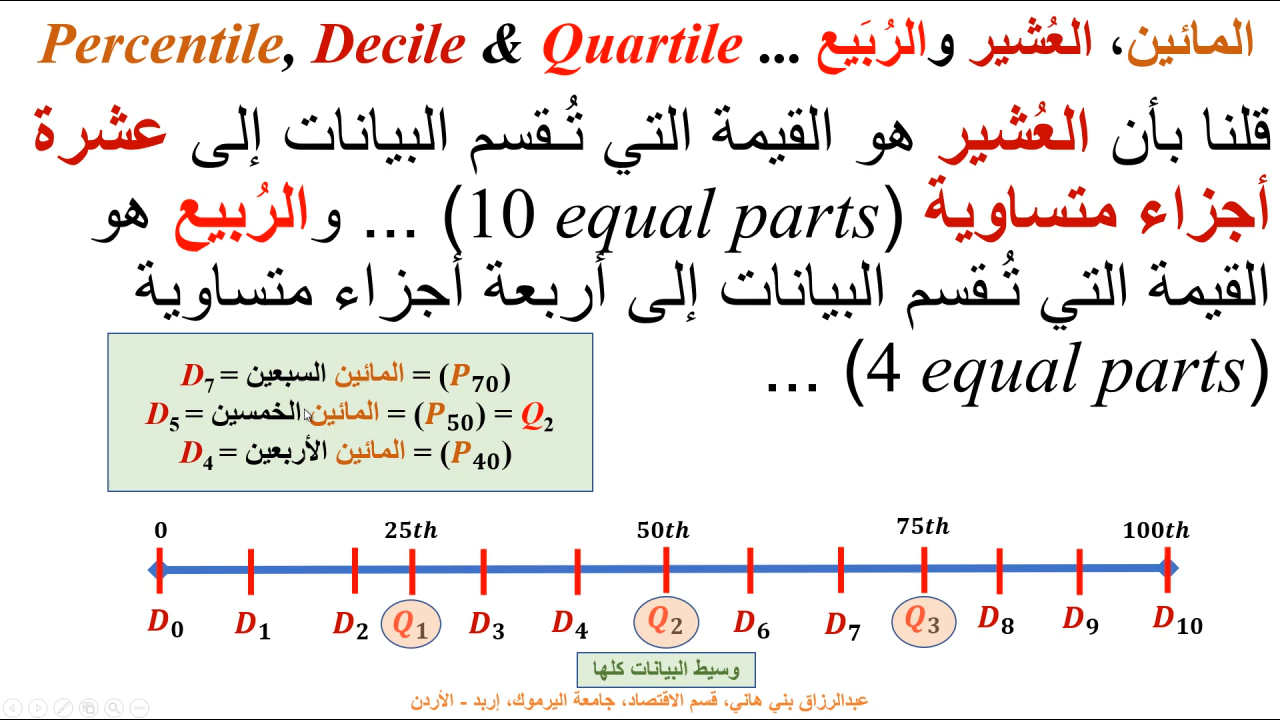 المائين، العُشير والرُبَيع ... Percentile, Decile & Quartile
قلنا بأن العُشير هو القيمة التي تُـقسم البيانات إلى عشرة
أجزاء متساوية (10 equal parts) ... والرُبيع هو
القيمة التي تُـقسم البيانات إلى أربعة أجزاء متساوية
(4 equal parts) ...
D₇ = المائين السبعين = (P₇₀)
D₅ = المائين الخمسين = (P₅₀) = Q₂
D₄ = المائين الأربعين = (P₄₀)
0 25th 50th 75th 100th
D₀ D₁ D₂ Q₁ D₃ D₄ Q₂ D₆ D₇ Q₃ D₈ D₉ D₁₀
وسيط البيانات كلها
عبدالرزاق بني هاني، قسم الاقتصاد، جامعة اليرموك، إربد - الأردن